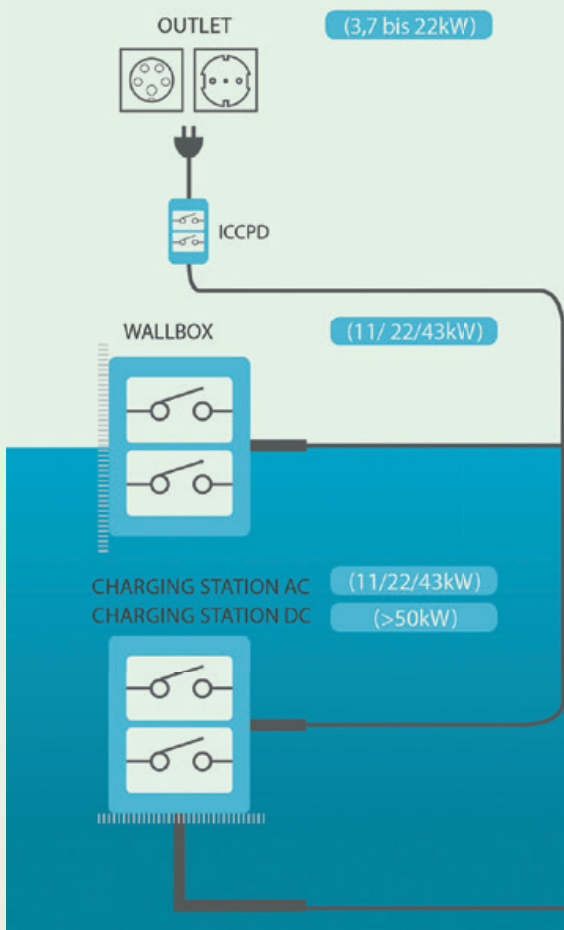 OUTLET
(3,7 bis 22kW)
ICCPD
WALLBOX
(11/ 22/43kW)
CHARGING STATION AC
(11/22/43kW)
CHARGING STATION DC
(>50kW)